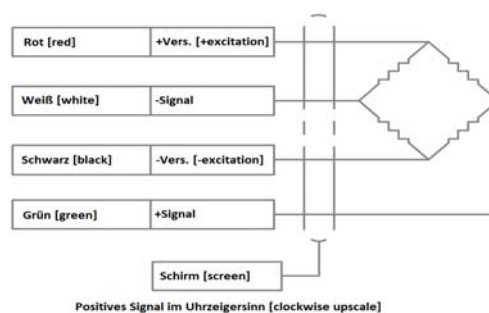 Rot [red] +Vers. [+excitation]
Weiß [white] -Signal
Schwarz [black] -Vers. [-excitation]
Grün [green] +Signal
Schirm [screen]
Positives Signal im Uhrzeigersinn [clockwise upscale]